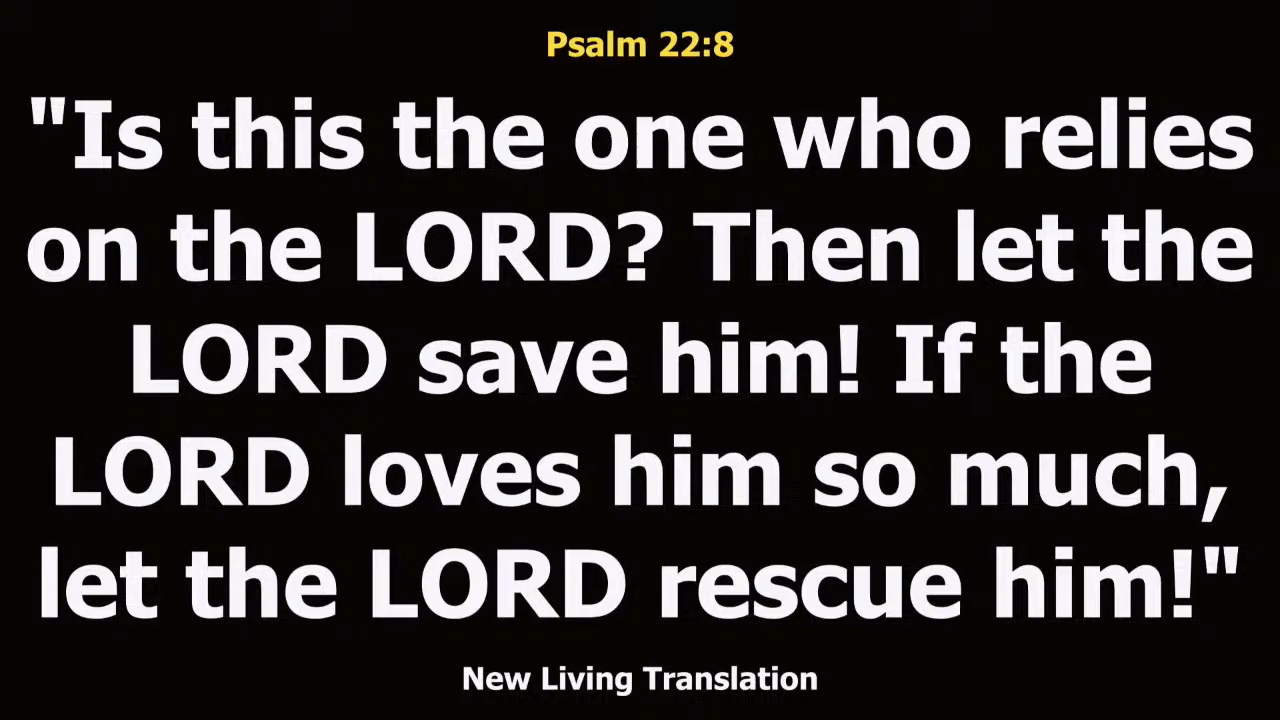 Psalm 22:8
"Is this the one who relies
on the LORD? Then let the
LORD save him! If the
LORD loves him so much,
let the LORD rescue him!"
New Living Translation